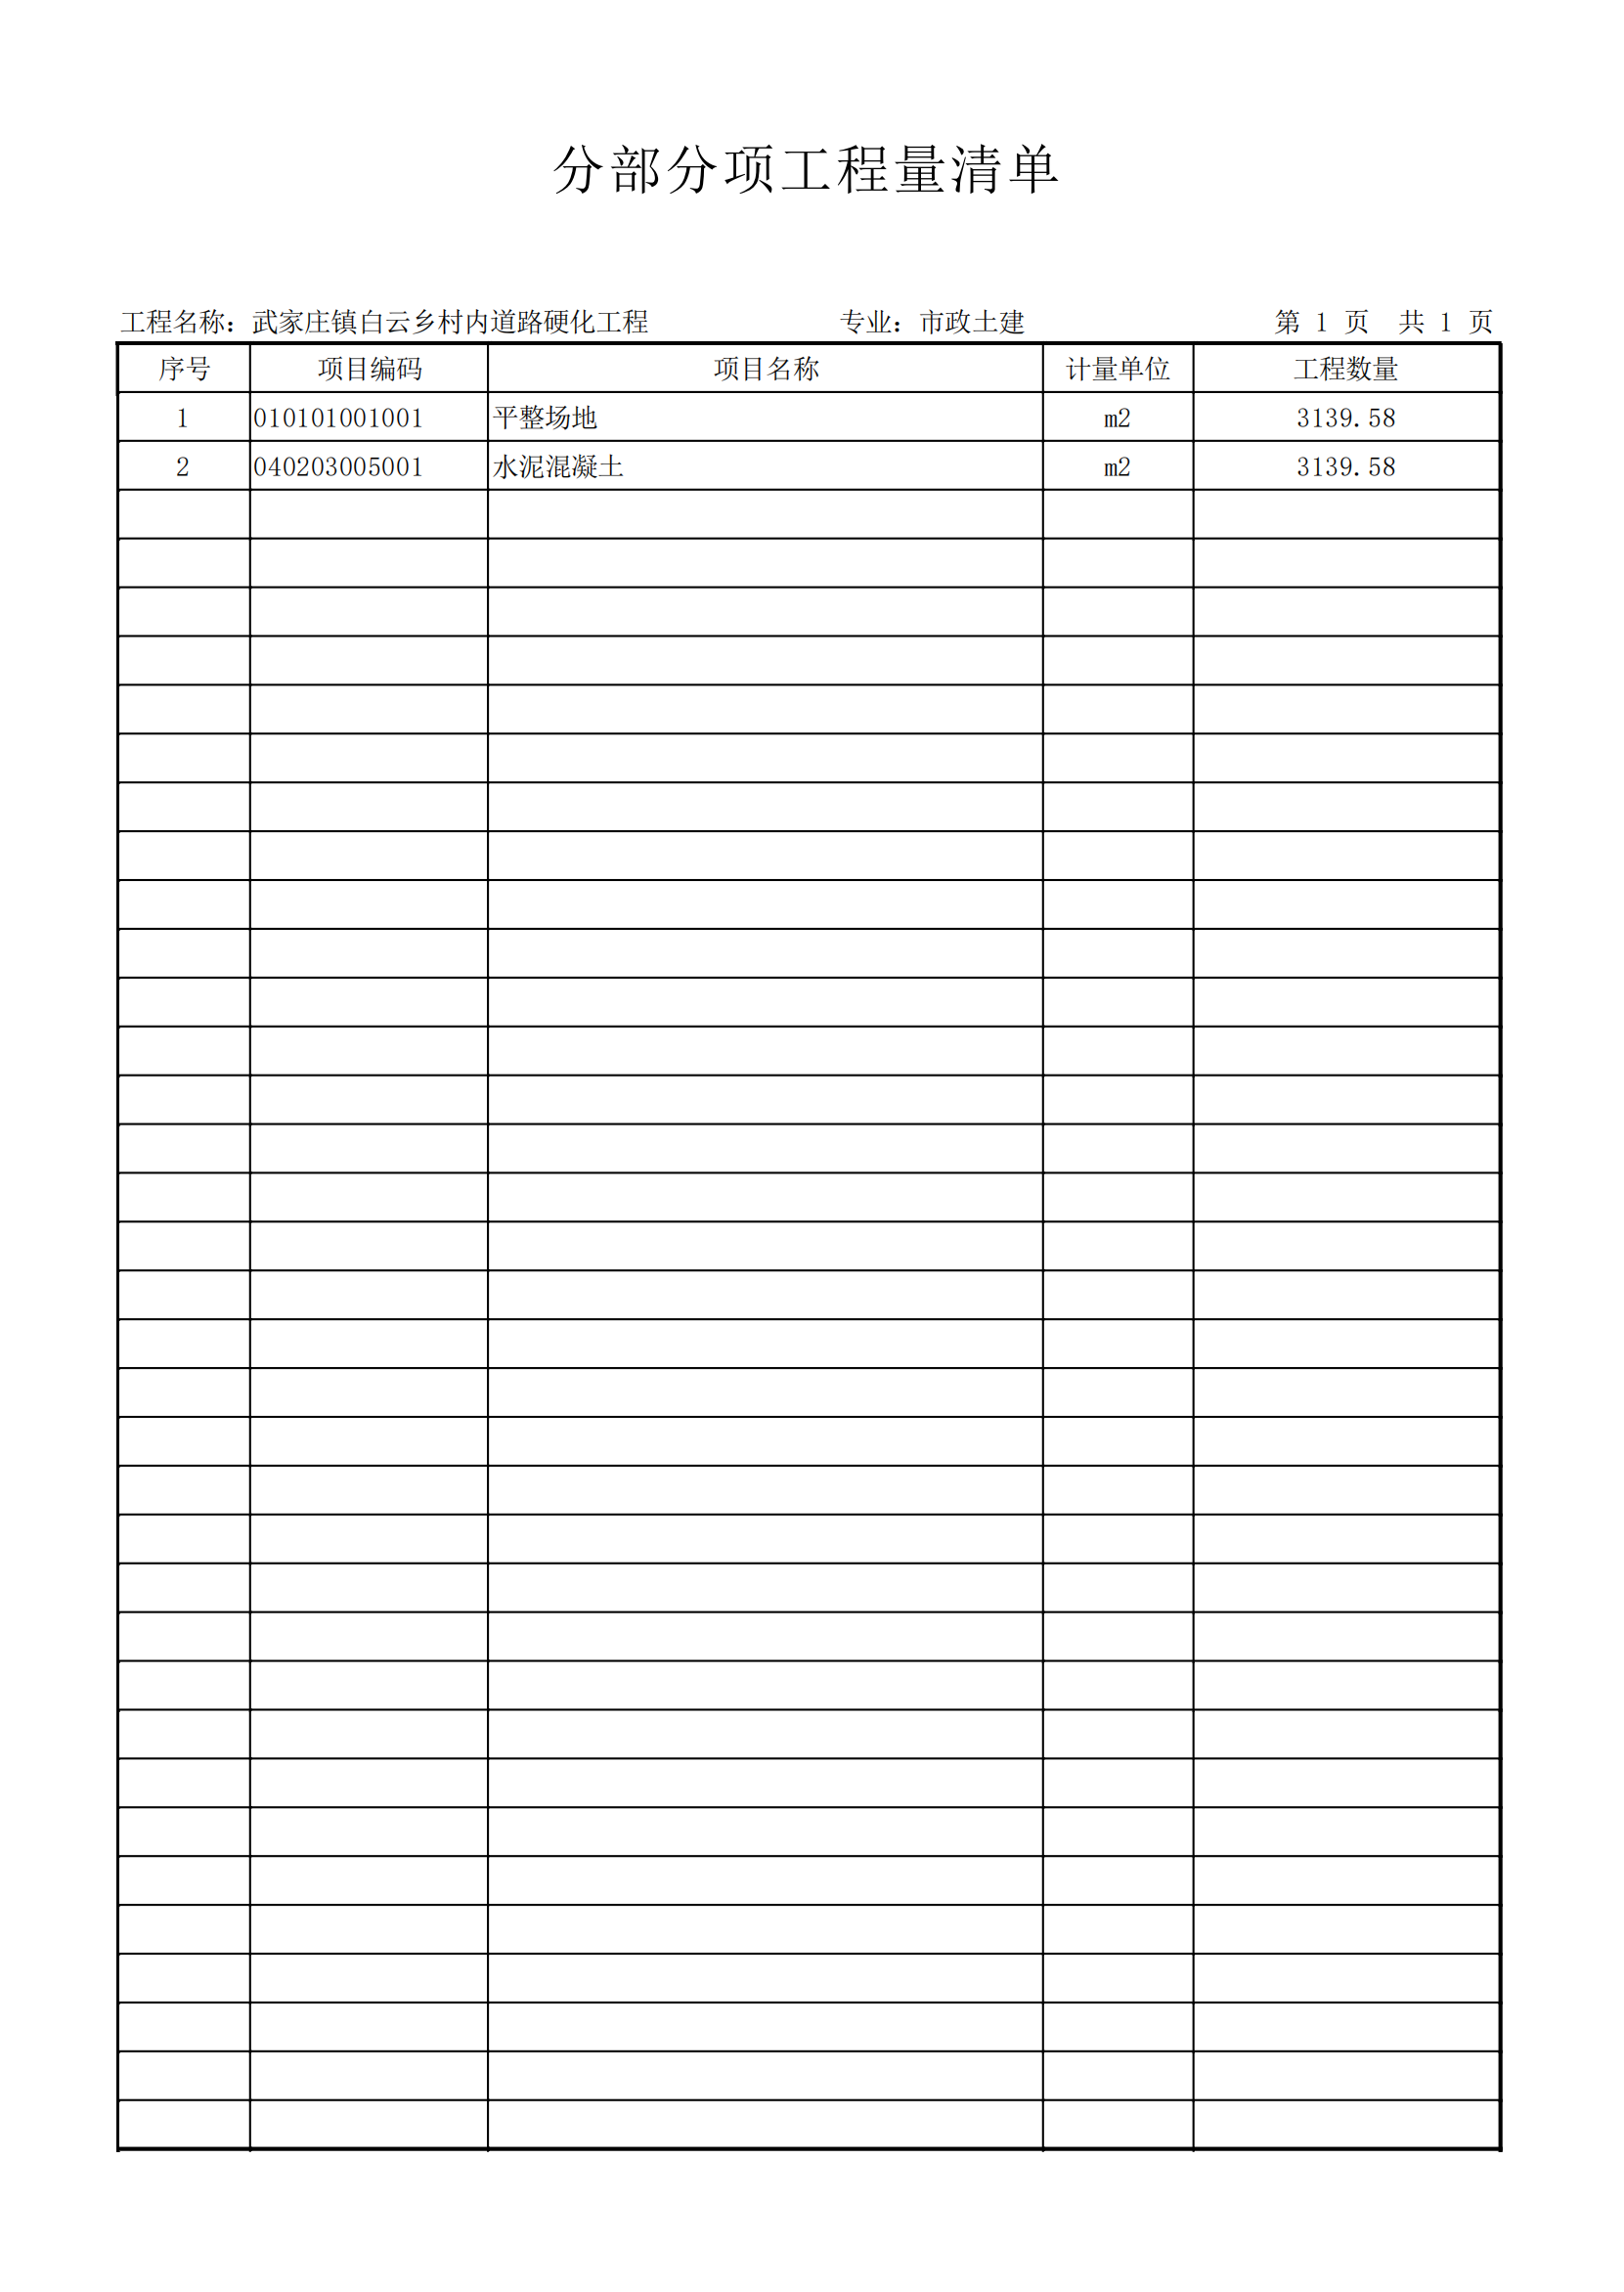 分部分项工程量清单
工程名称：武家庄镇白云乡村内道路硬化工程 专业：市政土建 第 1 页 共 1 页
序号 项目编码 项目名称 计量单位 工程数量
1 010101001001 平整场地 m2 3139.58
2 040203005001 水泥混凝土 m2 3139.58